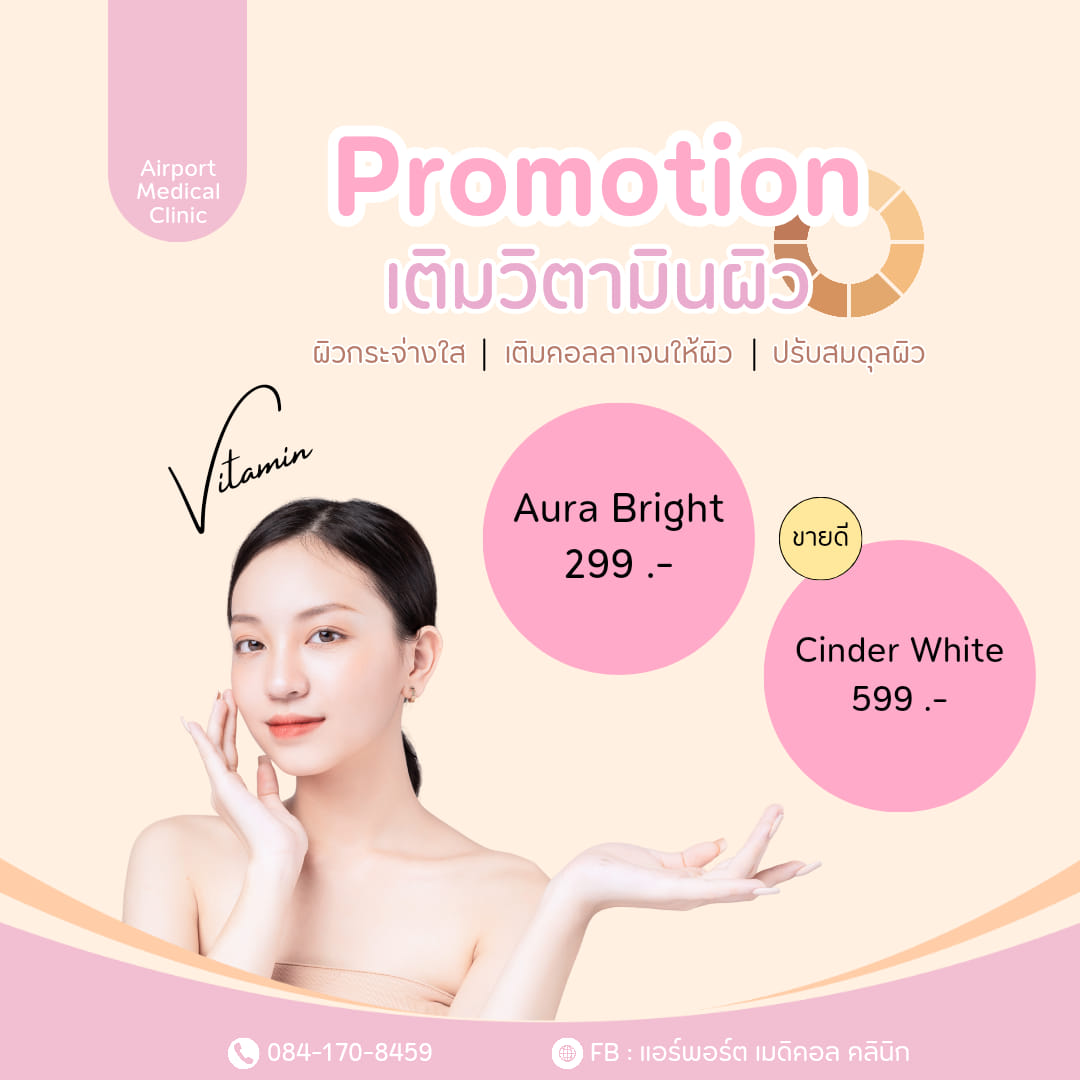 Airport
Medical
Clinic
Promotion
เติมวิตามินผิว
ผิวกระจ่างใส | เติมคอลลาเจนให้ผิว | ปรับสมดุลผิว
Vitamin
Aura Bright
299 .-
ขายดี
Cinder White
599 .-
084-170-8459
FB : แอร์พอร์ต เมดิคอล คลินิก